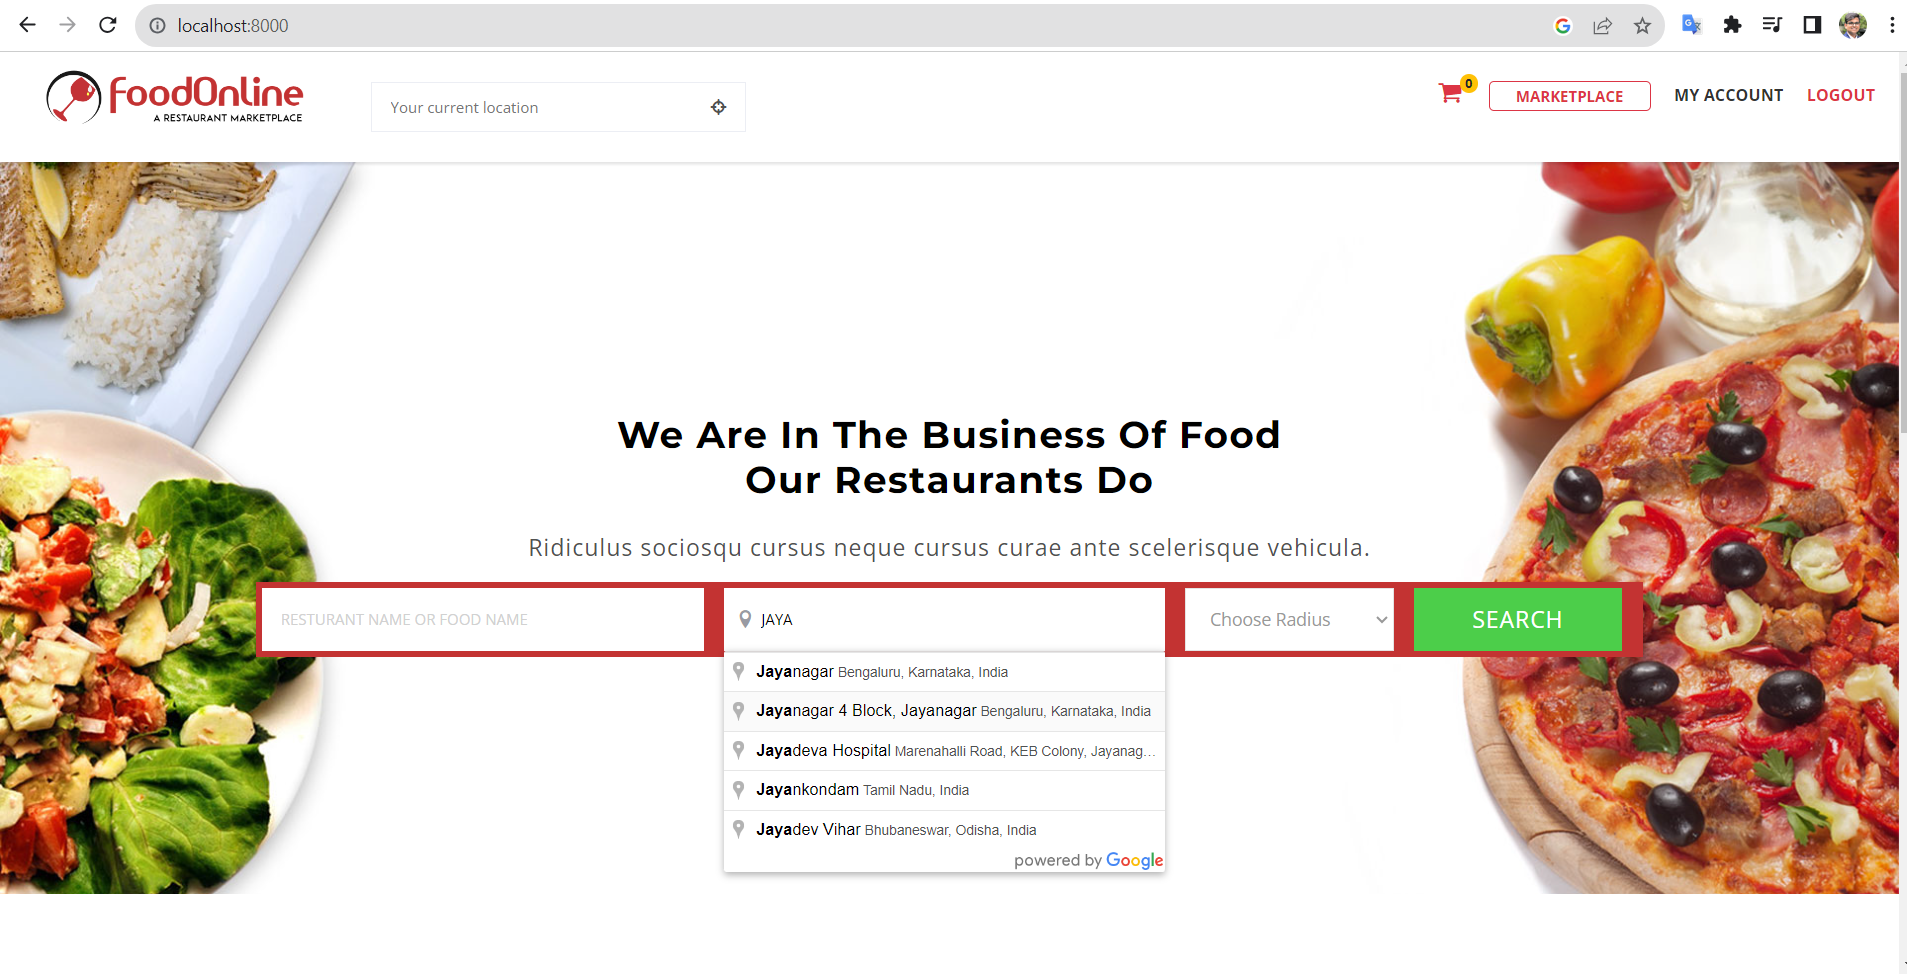 localhost:8000
FoodOnline
A RESTAURANT MARKETPLACE
Your current location
0
MARKETPLACE
MY ACCOUNT
LOGOUT
We Are In The Business Of Food
Our Restaurants Do
Ridiculus sociosqu cursus neque cursus curae ante scelerisque vehicula.
RESTURANT NAME OR FOOD NAME
JAYA
Choose Radius
SEARCH
Jayanagar Bengaluru, Karnataka, India
Jayanagar 4 Block, Jayanagar Bengaluru, Karnataka, India
Jayadeva Hospital Marenahalli Road, KEB Colony, Jayanag...
Jayankondam Tamil Nadu, India
Jayadev Vihar Bhubaneswar, Odisha, India
powered by Google